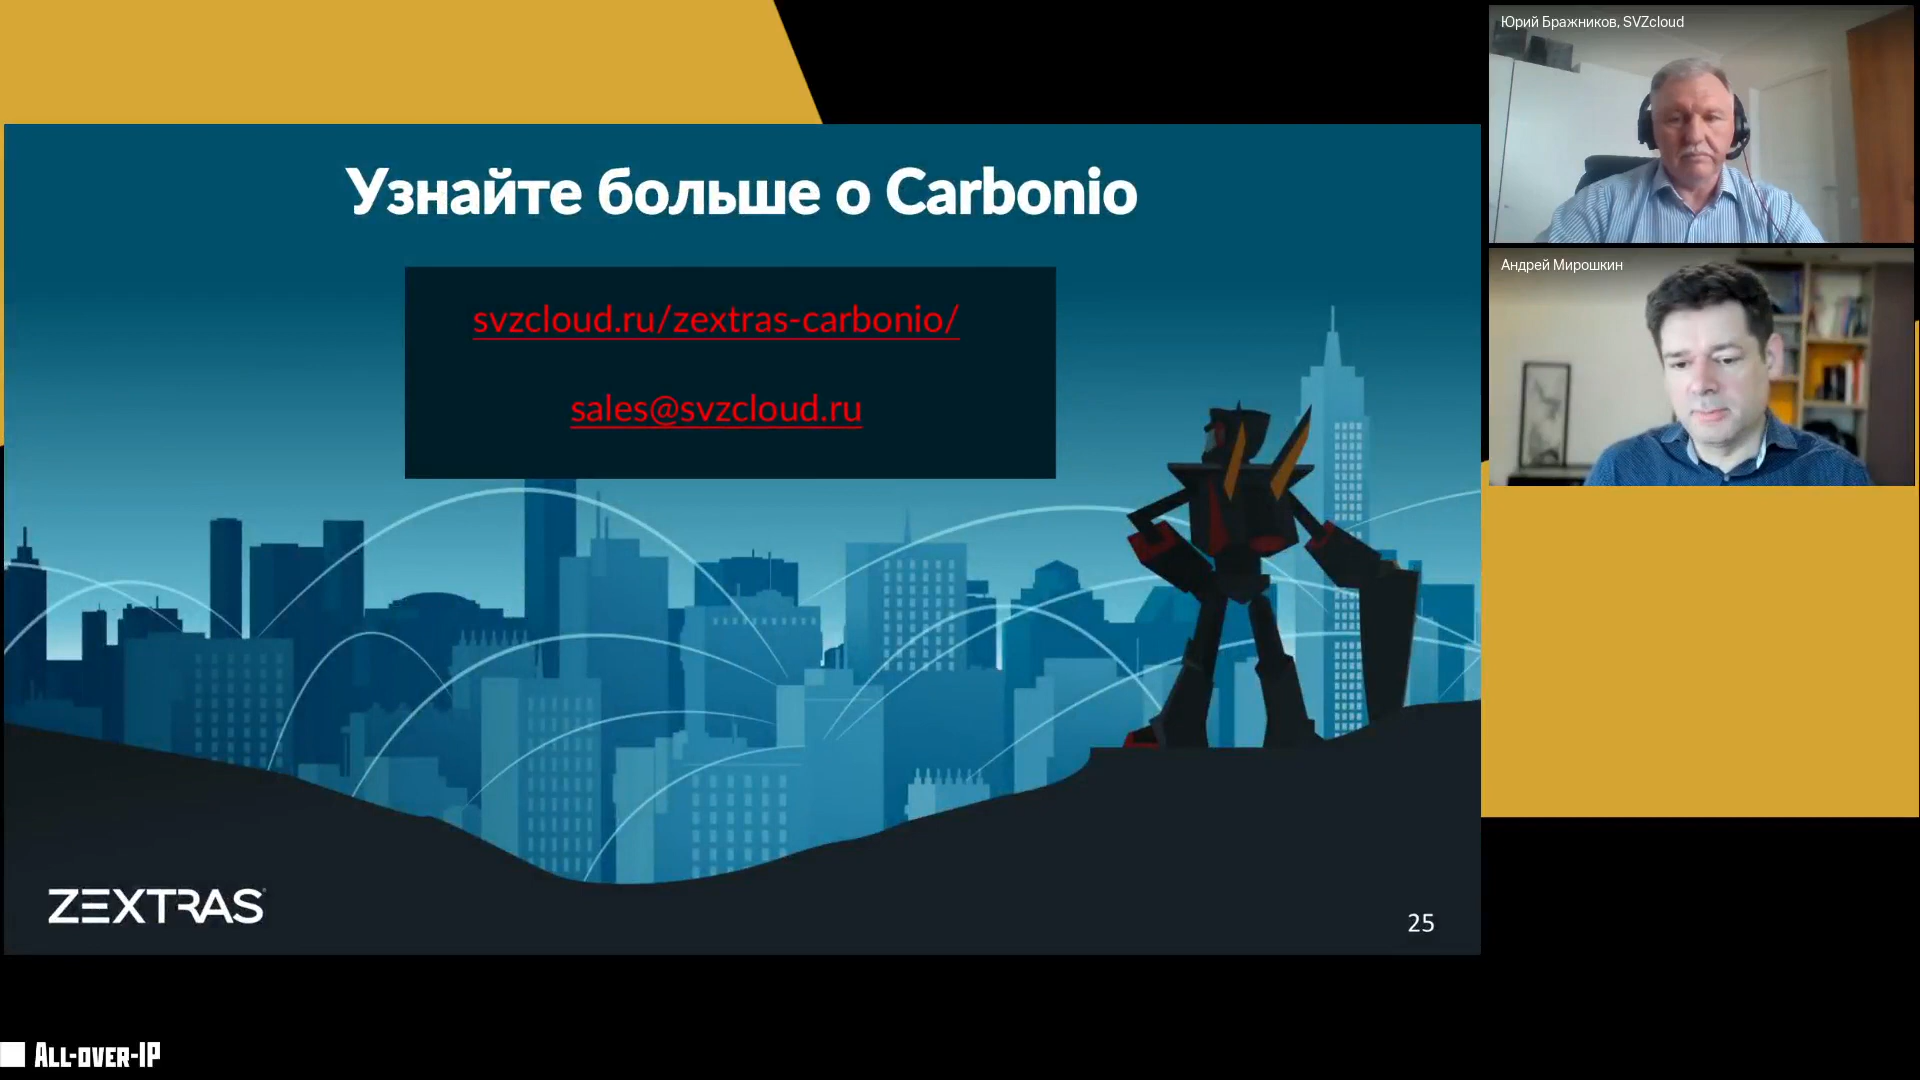 Узнайте больше о Carbonio
svzcloud.ru/zextras-carbonio/
sales@svzcloud.ru
ZEXTRAS
25
Юрий Бражников, SVZcloud
Андрей Мирошкин
ALL-OVER-IP